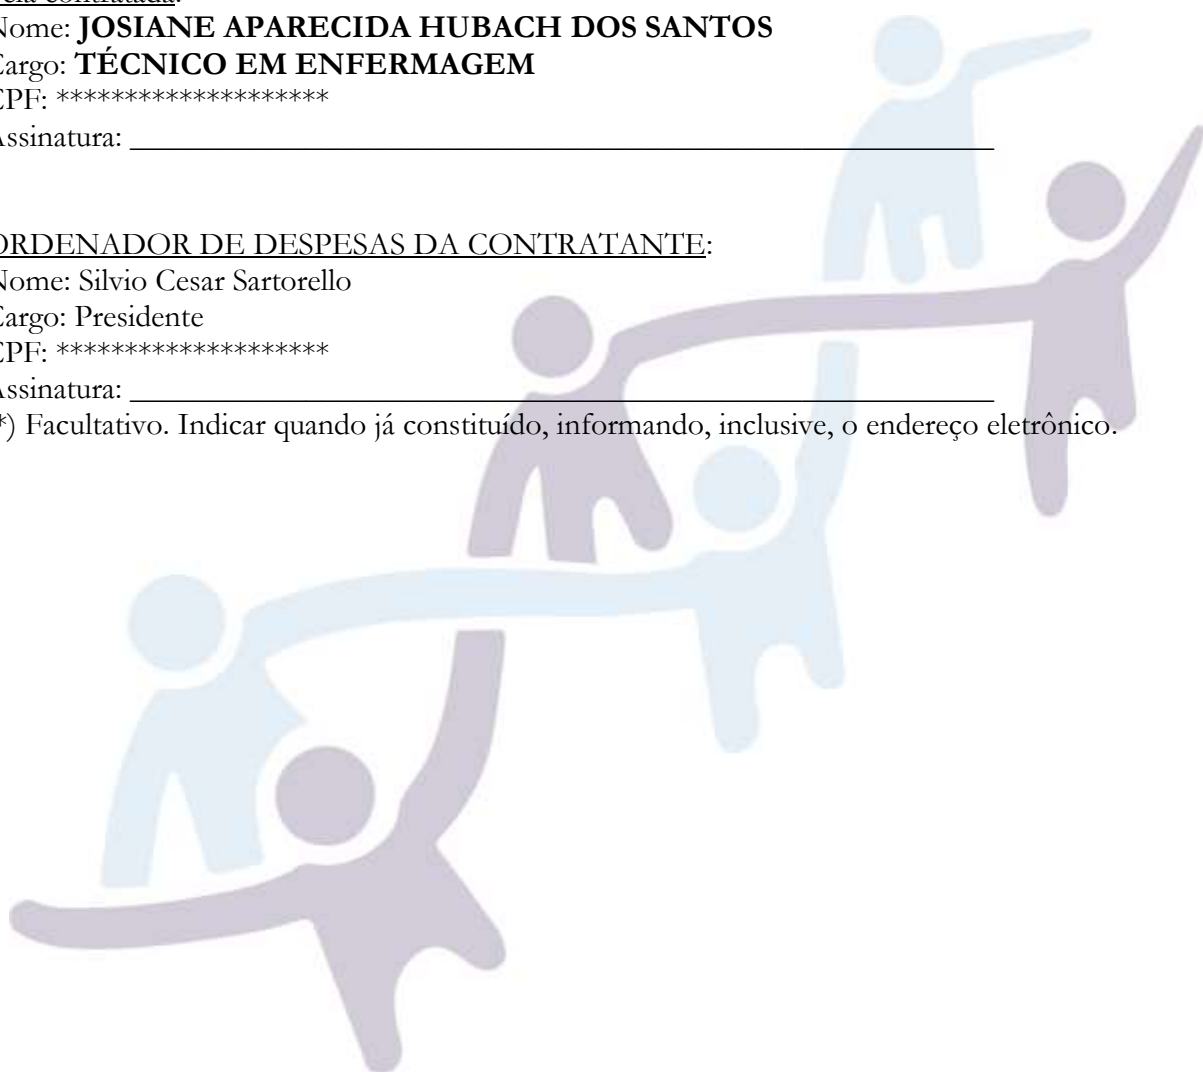 contratada:
Nome: JOSIANE APARECIDA HUBACH DOS SANTOS
Cargo: TÉCNICO EM ENFERMAGEM
CPF: ********************
Assinatura: ____________________________________________________________
ORDENADOR DE DESPESAS DA CONTRATANTE:
Nome: Silvio Cesar Sartorello
Cargo: Presidente
CPF: ********************
Assinatura: ____________________________________________________________
*) Facultativo. Indicar quando já constituído, informando, inclusive, o endereço eletrônico.